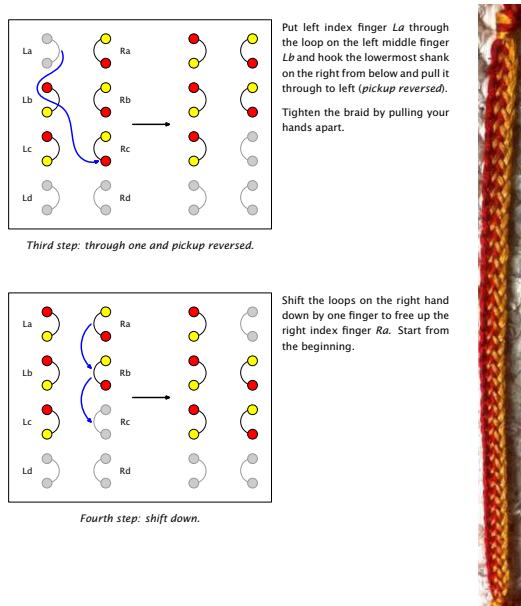 Put left index finger La through
the loop on the left middle finger
Lb and hook the lowermost shank
on the right from below and pull it
through to left (pickup reversed).
Tighten the braid by pulling your
hands apart.
La
Ra
Lb
Rb
Lc
Rc
Ld
Rd
Third step: through one and pickup reversed.
Shift the loops on the right hand
down by one finger to free up the
right index finger Ra. Start from
the beginning.
La
Ra
Lb
Rb
Lc
Rc
Ld
Rd
Fourth step: shift down.